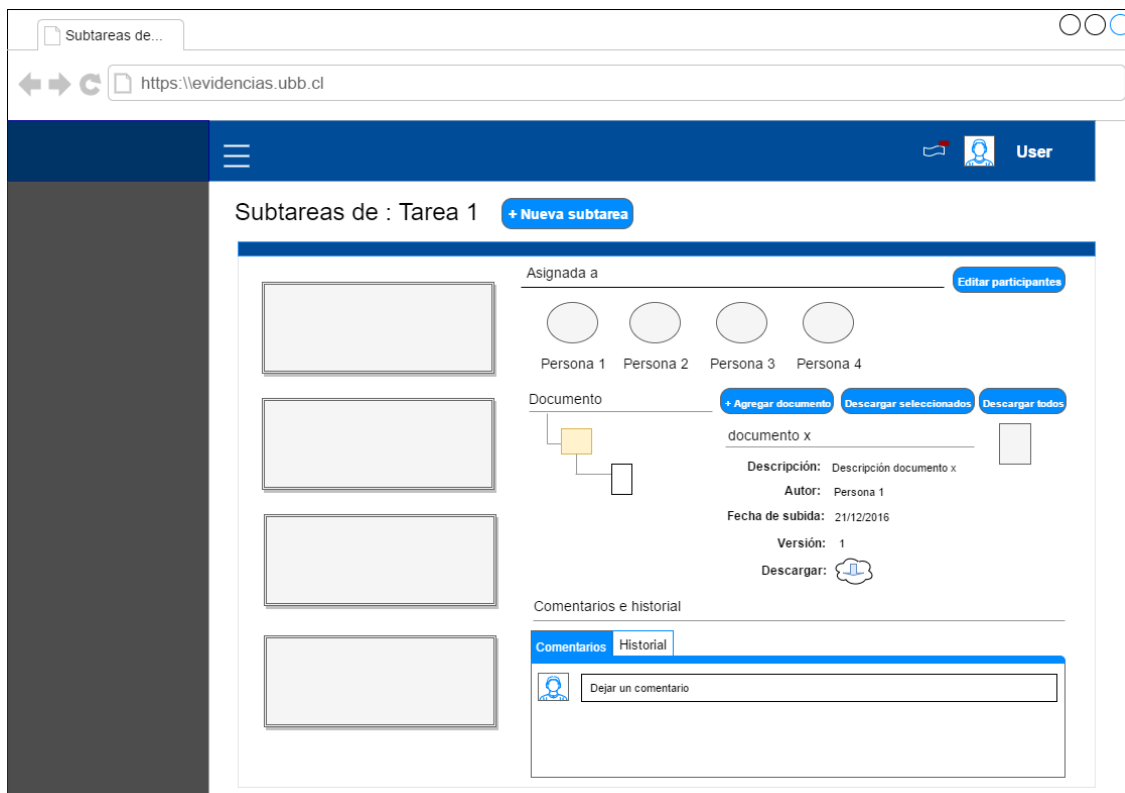 Subtareas de...
https:\\evidencias.ubb.cl
User
Subtareas de : Tarea 1
+ Nueva subtarea
Asignada a
Editar participantes
Persona 1
Persona 2
Persona 3
Persona 4
Documento
+ Agregar documento
Descargar seleccionados
Descargar todos
documento x
Descripción: Descripción documento x
Autor: Persona 1
Fecha de subida: 21/12/2016
Versión: 1
Descargar:
Comentarios e historial
Comentarios
Historial
Dejar un comentario